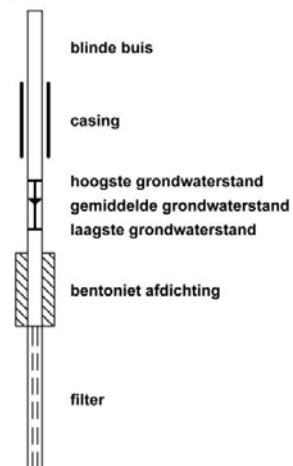 blinde buis
casing
hoogste grondwaterstand
gemiddelde grondwaterstand
laagste grondwaterstand
bentoniet afdichting
filter